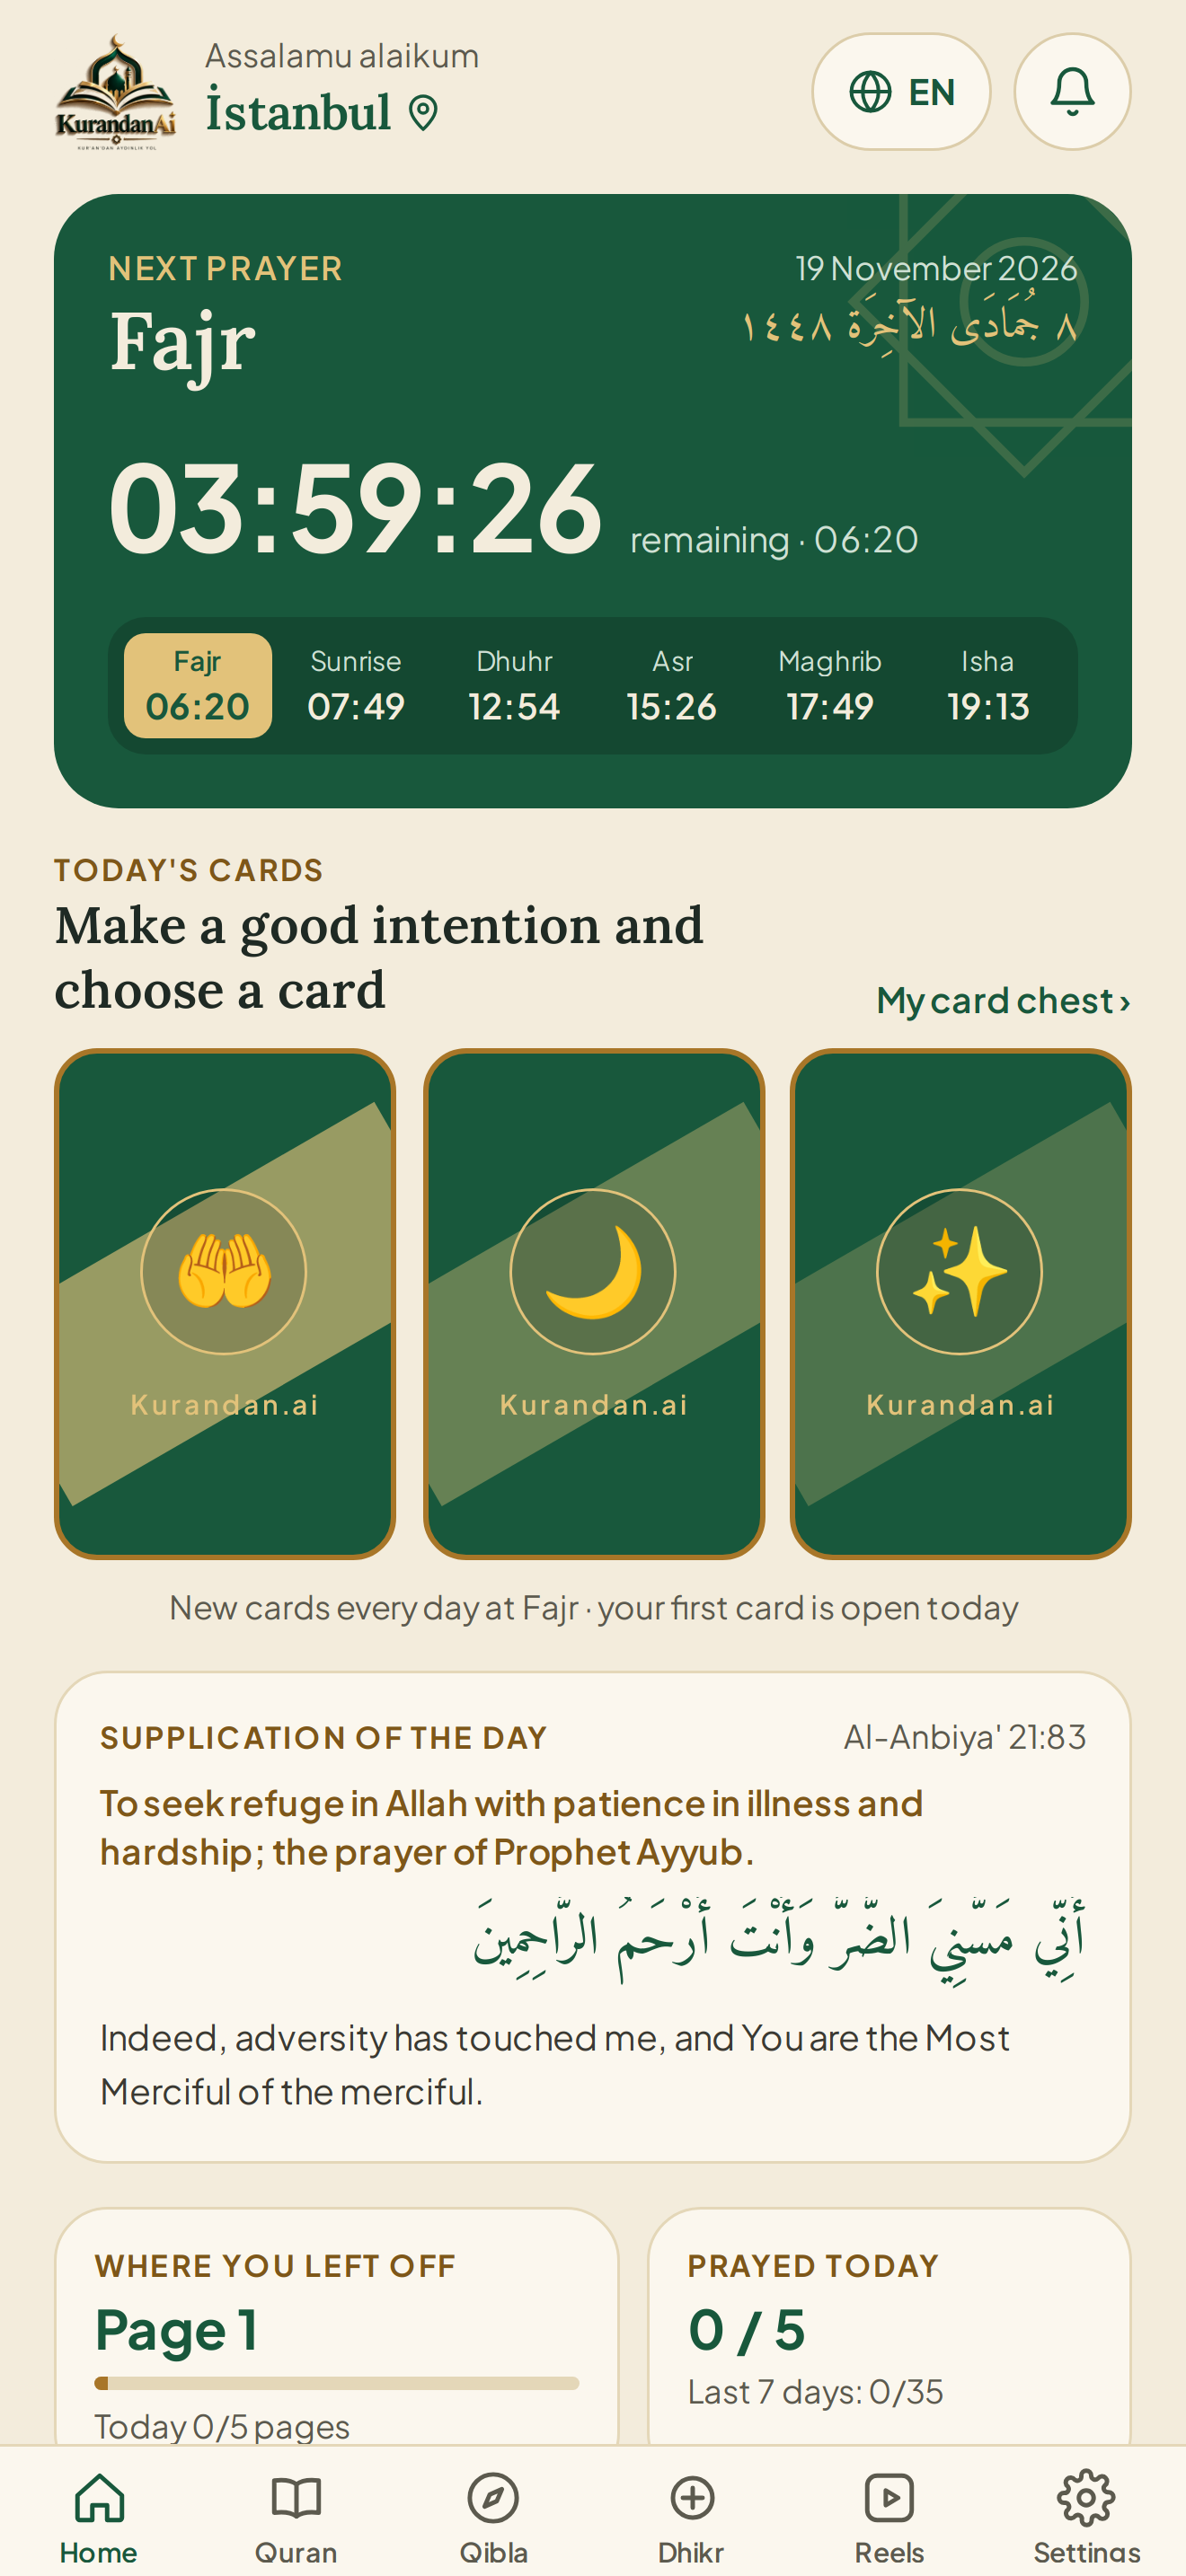 Assalamu alaikum
İstanbul
KurandanAi
KUR'AN'DAN AYDINLIK YOL
EN
NEXT PRAYER
19 November 2026
Fajr
٨ جُمَادَى الآخِرَة ١٤٤٨
03:59:26 remaining · 06:20
Fajr Sunrise Dhuhr Asr Maghrib Isha
06:20 07:49 12:54 15:26 17:49 19:13
TODAY'S CARDS
Make a good intention and
choose a card
My card chest ›
Kurandan.ai Kurandan.ai Kurandan.ai
New cards every day at Fajr · your first card is open today
SUPPLICATION OF THE DAY
Al-Anbiya' 21:83
To seek refuge in Allah with patience in illness and
hardship; the prayer of Prophet Ayyub.
أَنِّي مَسَّنِيَ الضُّرُّ وَأَنْتَ أَرْحَمُ الرَّاحِمِينَ
Indeed, adversity has touched me, and You are the Most
Merciful of the merciful.
WHERE YOU LEFT OFF
Page 1
Today 0/5 pages
PRAYED TODAY
0 / 5
Last 7 days: 0/35
Home Quran Qibla Dhikr Reels Settings